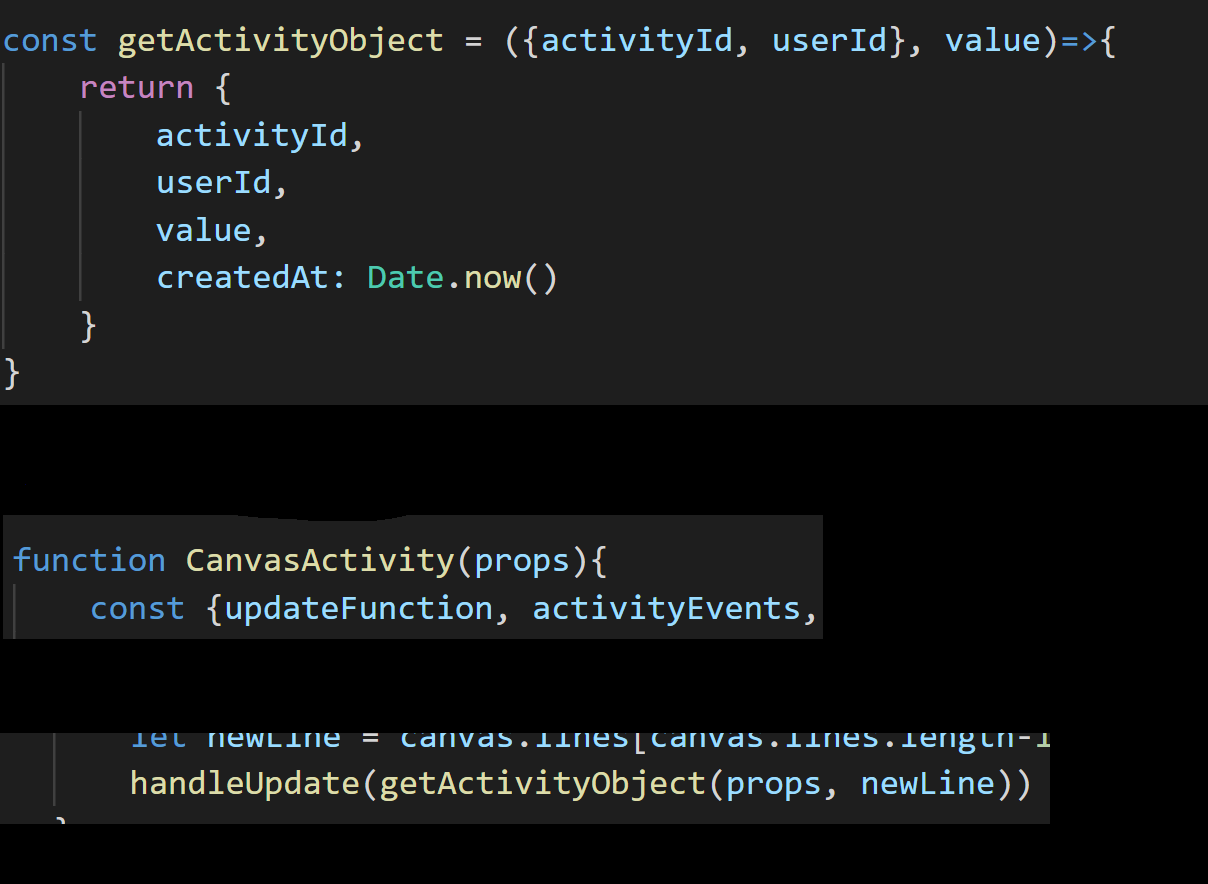 const getActivityObject = ({activityId, userId}, value)=>{
return {
activityId,
userId,
value,
createdAt: Date.now()
}
}
function CanvasActivity(props){
const {updateFunction, activityEvents,
let newLine = canvas.lines[canvas.lines.length-1
handleUpdate(getActivityObject(props, newLine))
}